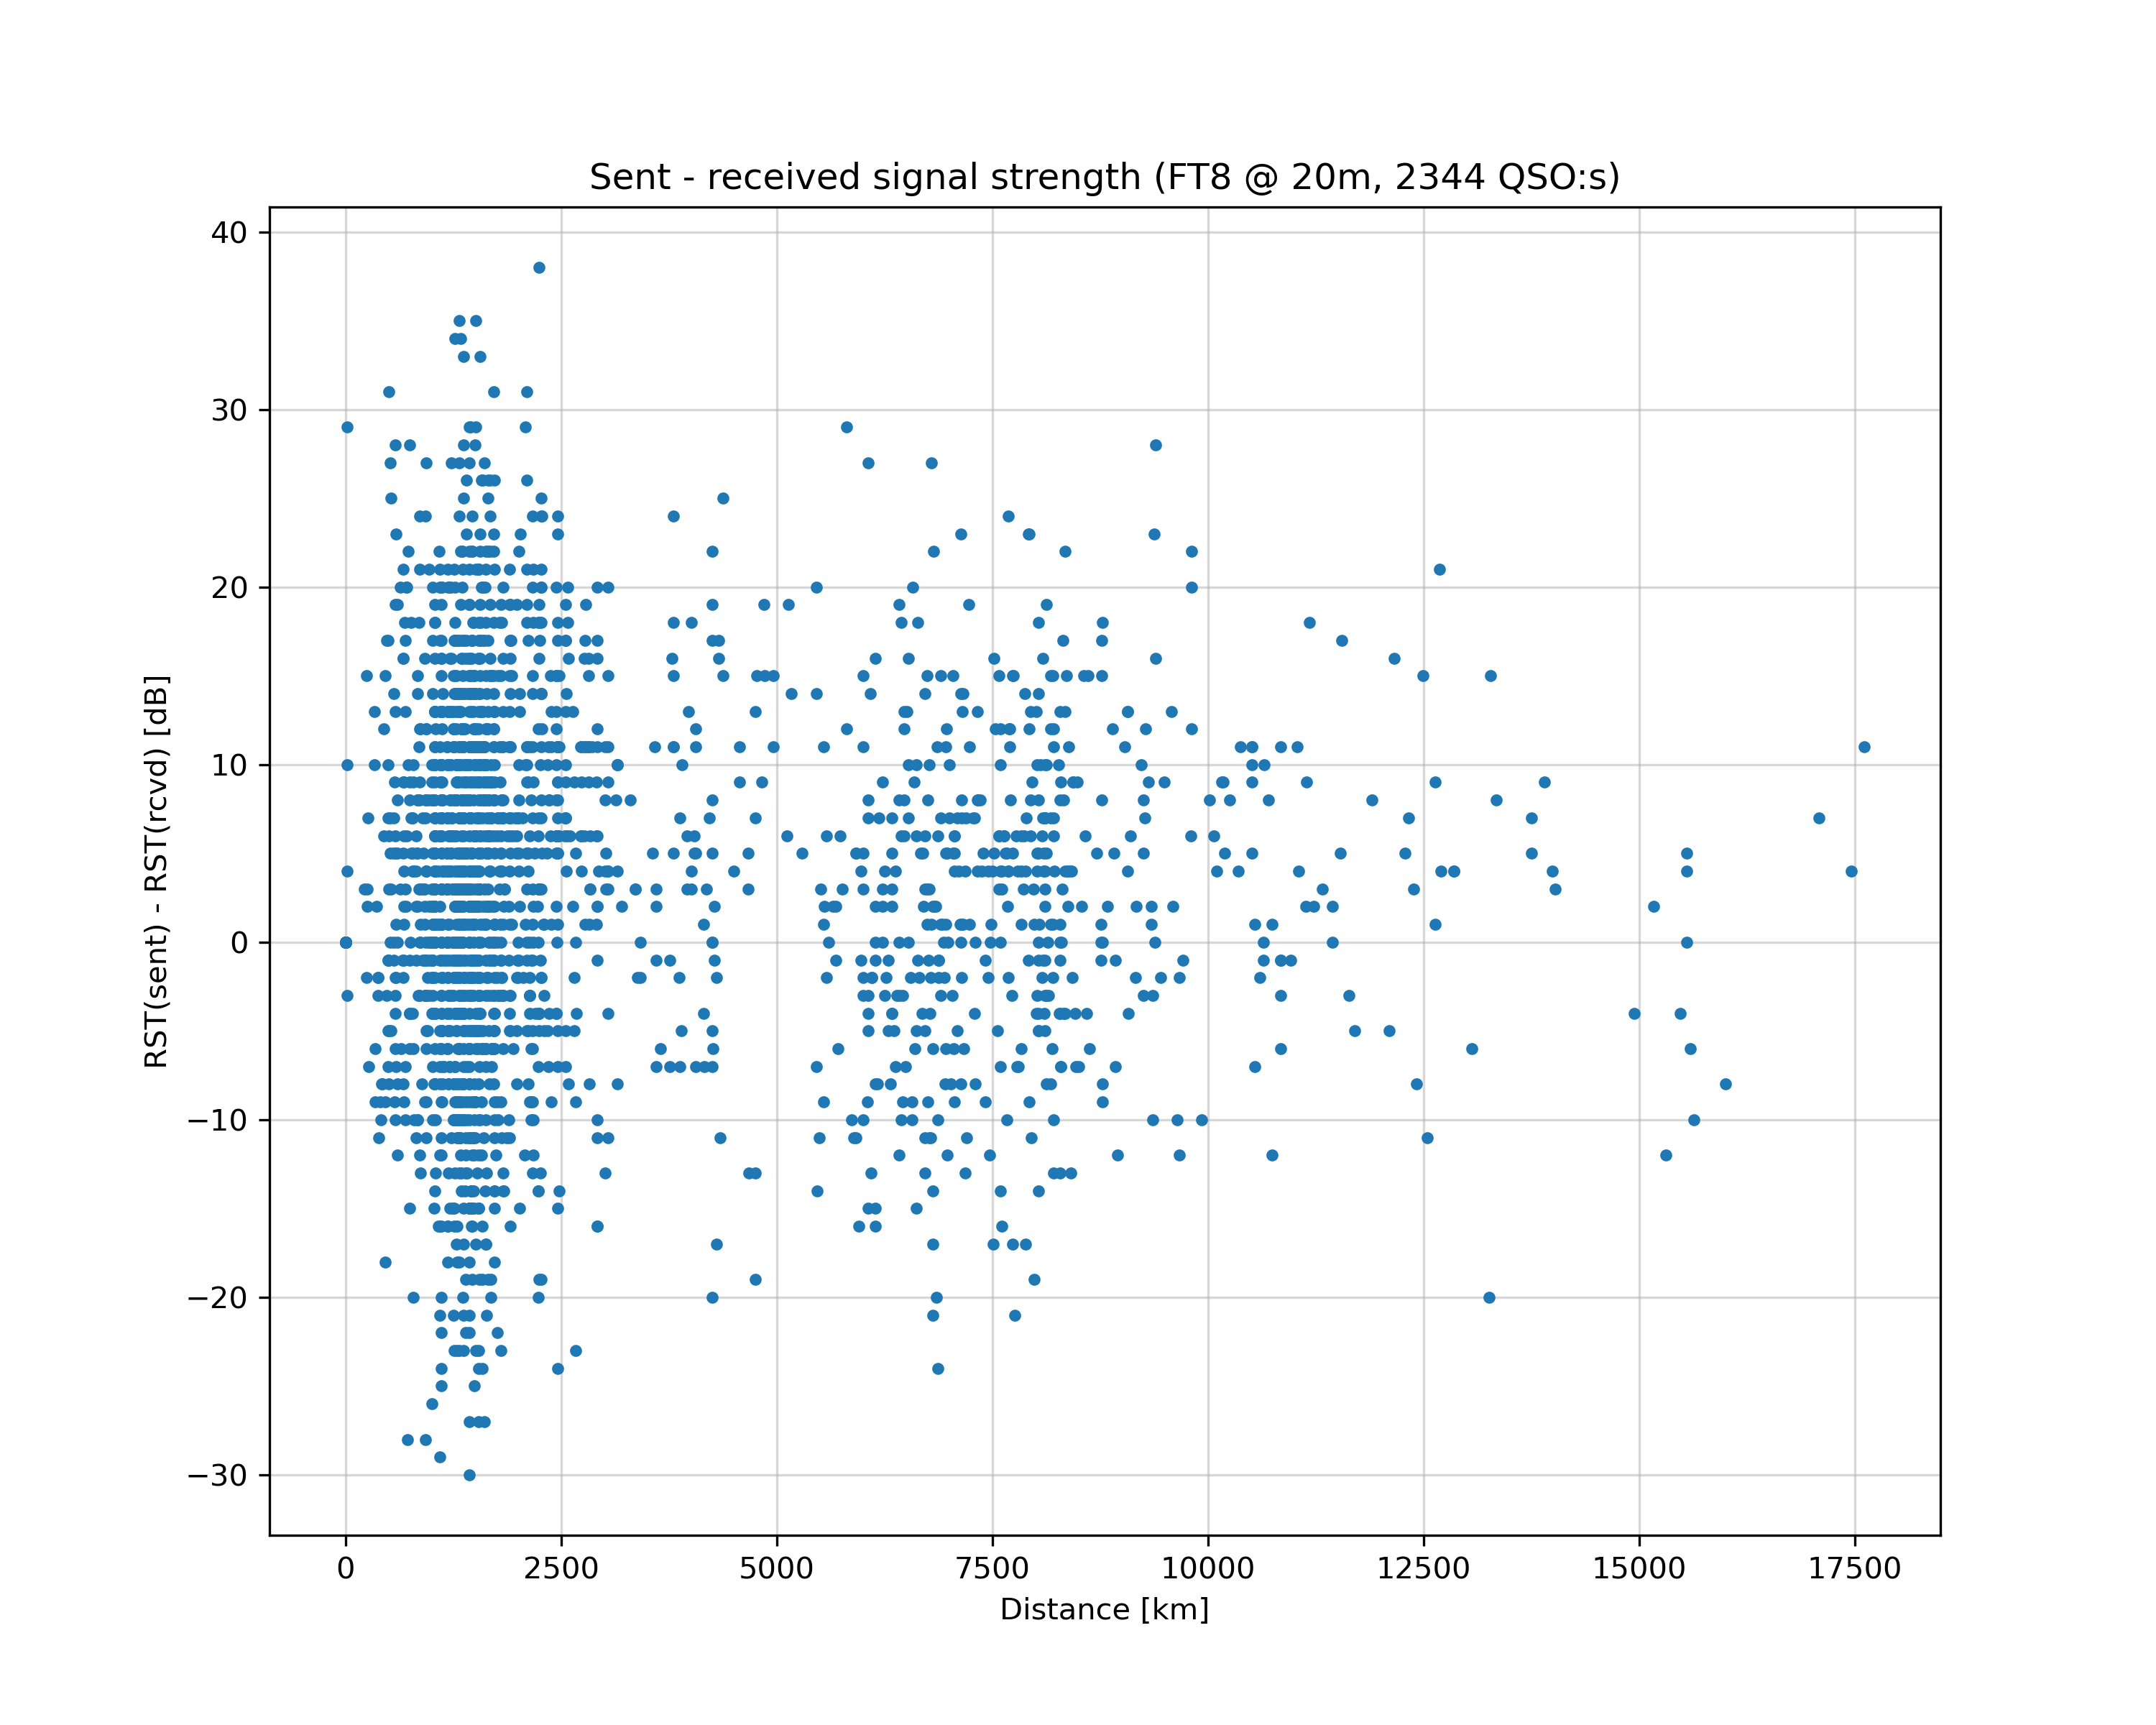 Sent - received signal strength (FT8 @ 20m, 2344 QSO:s)
RST(sent) - RST(rcvd) [dB]
40
30
20
10
0
−10
−20
−30
0 2500 5000 7500 10000 12500 15000 17500
Distance [km]